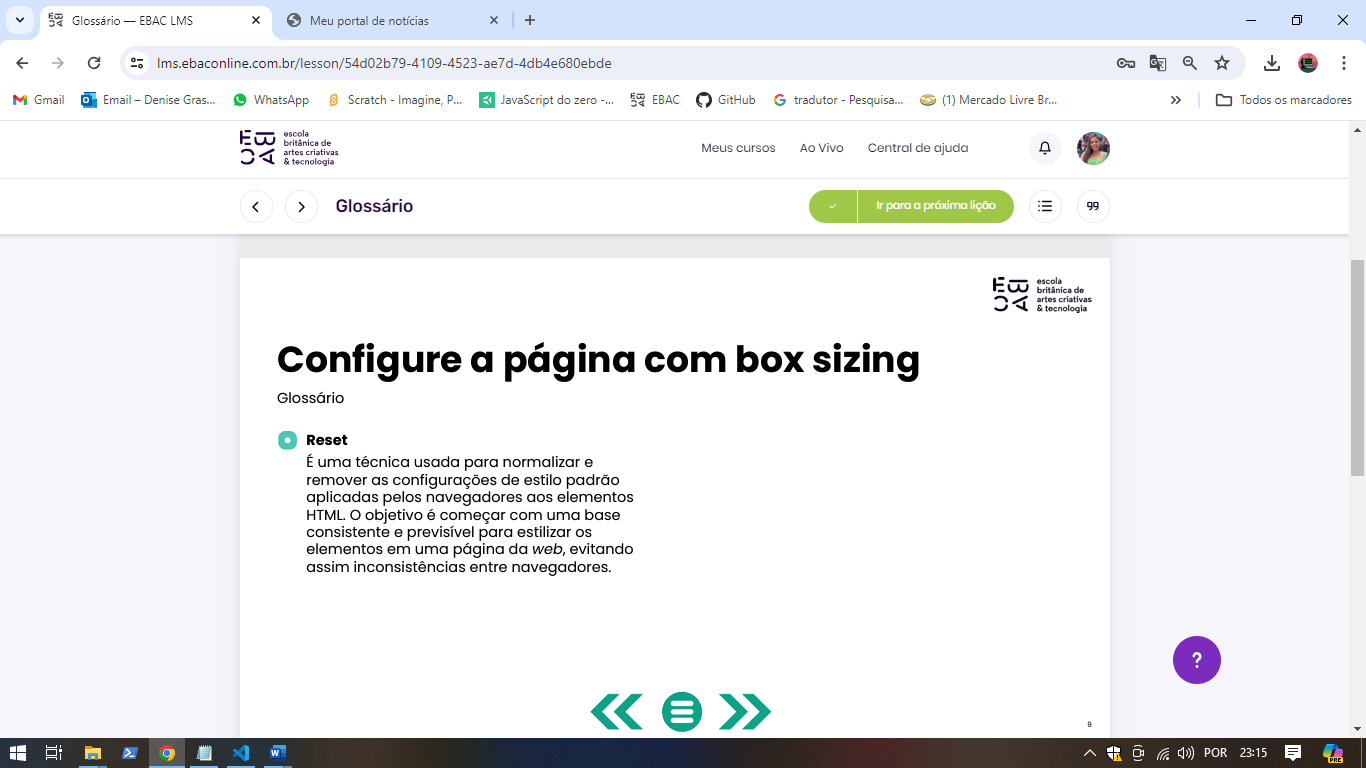 Glossário — EBAC LMS
Meu portal de notícias
lms.ebaconline.com.br/lesson/54d02b79-4109-4523-ae7d-4db4e680ebde
Gmail
Email – Denise Gras...
WhatsApp
Scratch - Imagine, P...
JavaScript do zero -...
EBAC
GitHub
tradutor - Pesquisa...
(1) Mercado Livre Br...
Todos os marcadores
EBAC
escola
britânica de
artes criativas
& tecnologia
Meus cursos
Ao Vivo
Central de ajuda
Glossário
Ir para a próxima lição
EBAC
escola
britânica de
artes criativas
& tecnologia
Configure a página com box sizing
Glossário
Reset
É uma técnica usada para normalizar e
remover as configurações de estilo padrão
aplicadas pelos navegadores aos elementos
HTML. O objetivo é começar com uma base
consistente e previsível para estilizar os
elementos em uma página da web, evitando
assim inconsistências entre navegadores.
?
9
POR
23:15
PRE